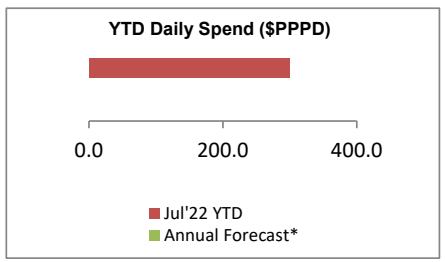 YTD Daily Spend ($PPPD)
0.0 200.0 400.0
Jul'22 YTD
Annual Forecast*